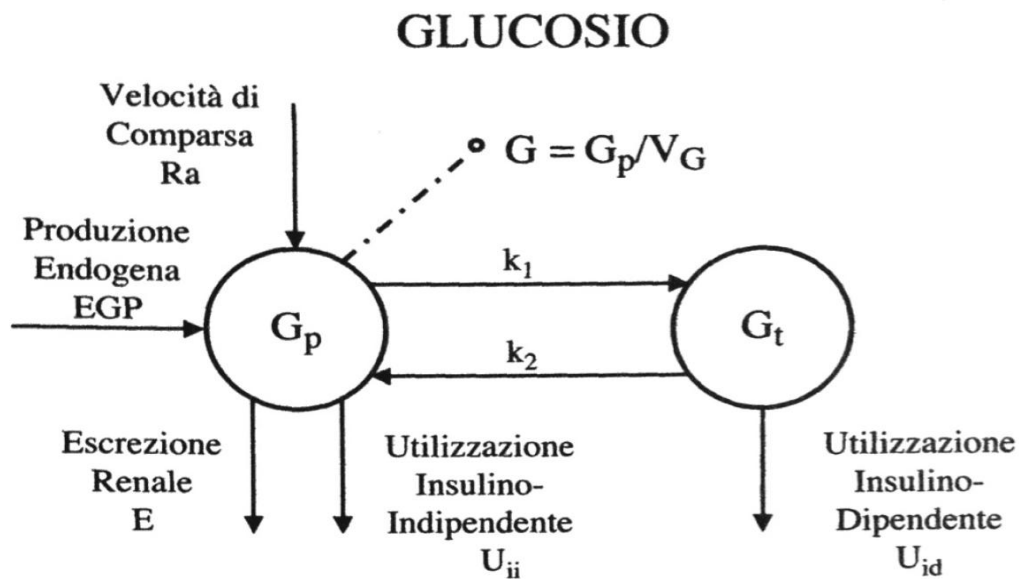 GLUCOSIO
Velocità di
Comparsa
Ra
G = Gp/VG
Produzione
Endogena
EGP
k1
Gp
Gt
k2
Escrezione
Renale
E
Utilizzazione
Insulino-
Indipendente
Uii
Utilizzazione
Insulino-
Dipendente
Uid